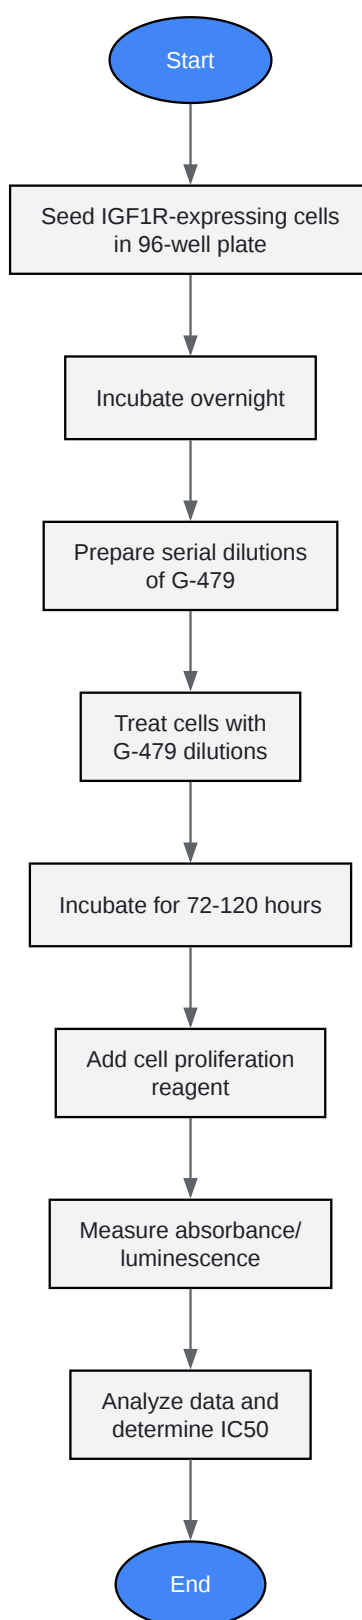 Start
Seed IGF1R-expressing cells
in 96-well plate
Incubate overnight
Prepare serial dilutions
of G-479
Treat cells with
G-479 dilutions
Incubate for 72-120 hours
Add cell proliferation
reagent
Measure absorbance/
luminescence
Analyze data and
determine IC50
End